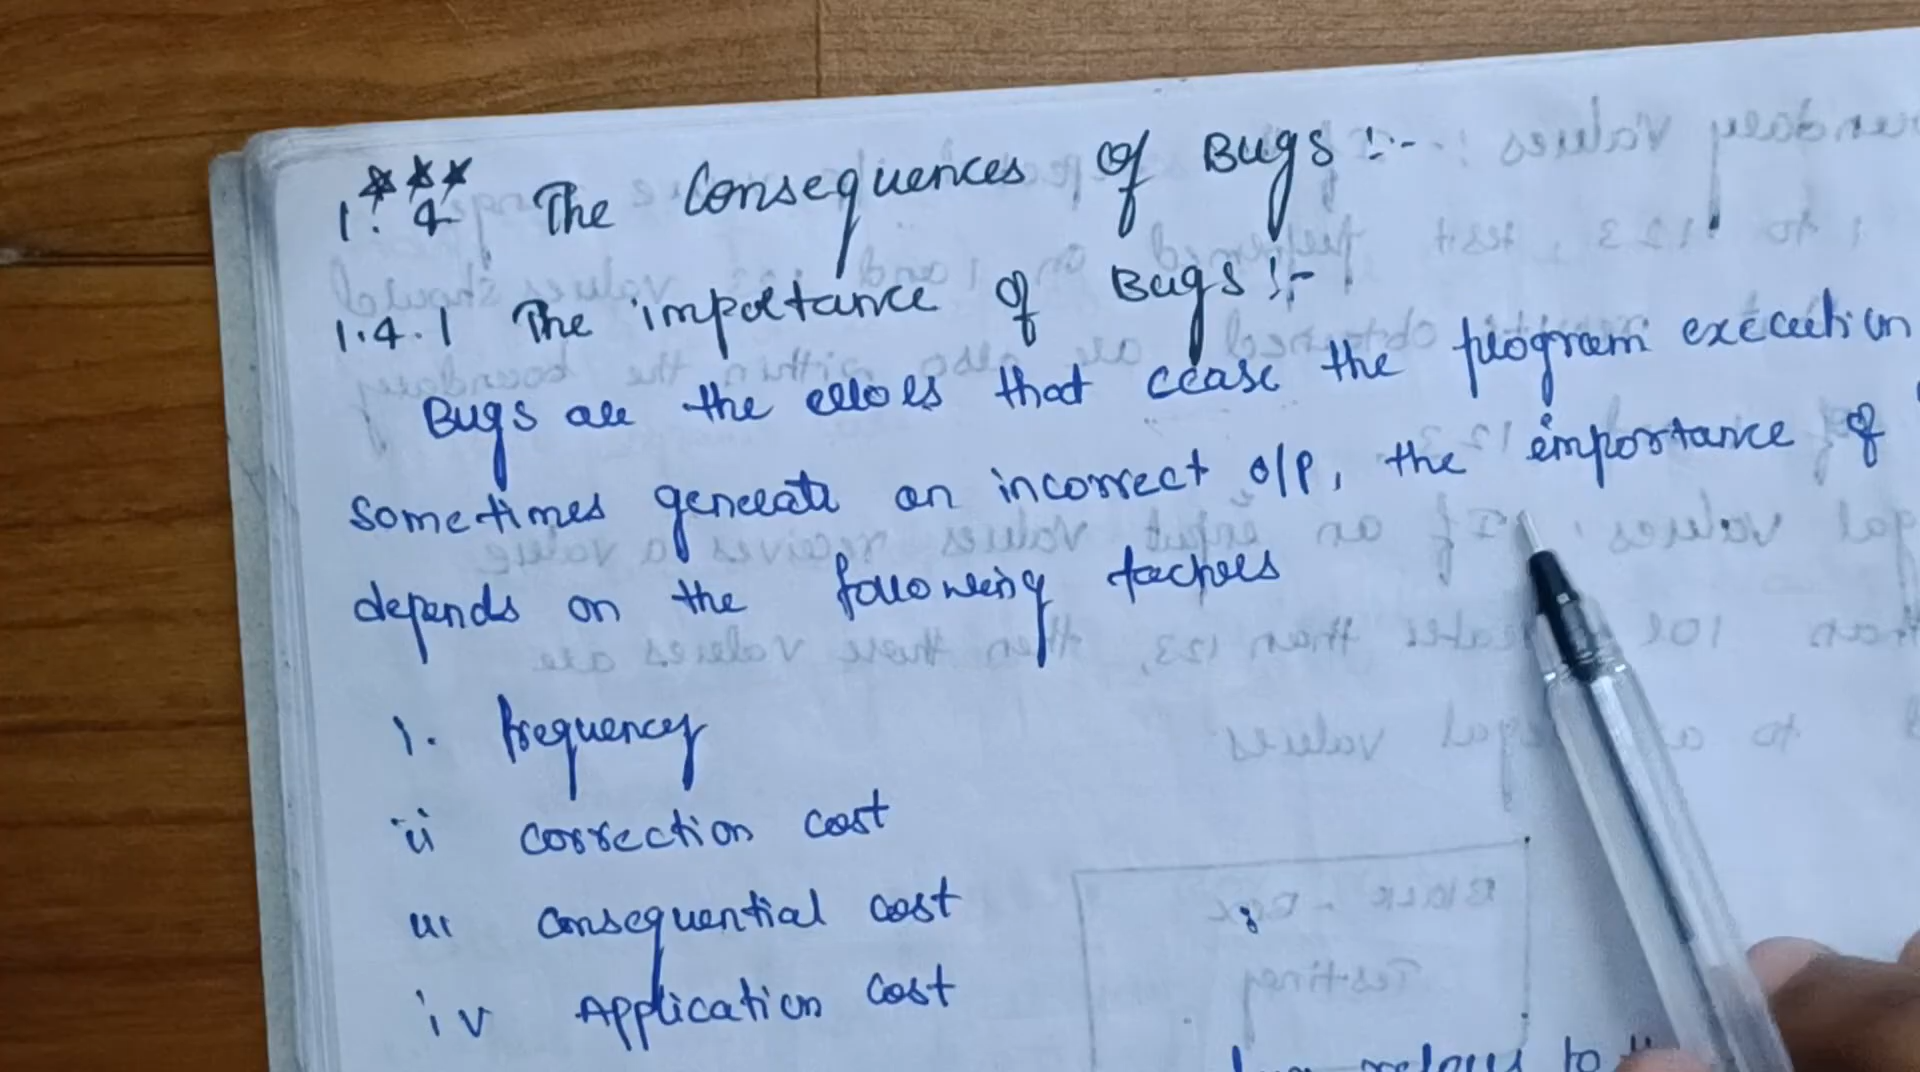 ***
1.4 The Consequences Of Bugs :-
1.4.1 The importance of Bugs :-
Bugs are the errors that cease the program execution
sometimes generate an incorrect o/p, the importance of
depends on the following factors
i. frequency
ii correction cost
iii consequential cost
iv Application cost
to